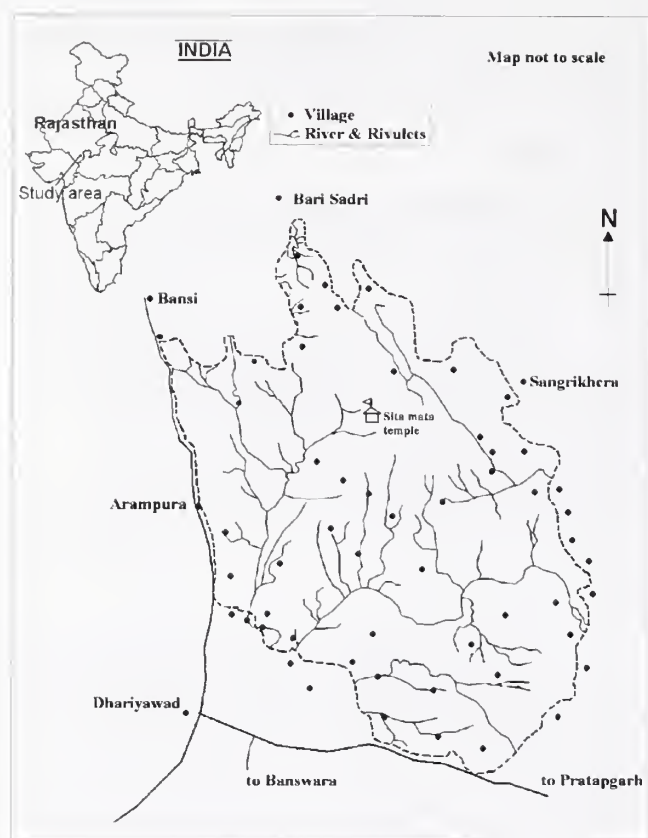 INDIA
Map not to scale
Rajasthan
Study area
Village
River & Rivulets
Bari Sadri
N
Bansi
Sangrikhera
Sita mata
temple
Arampura
Dhariyawad
to Banswara
to Pratapgarh